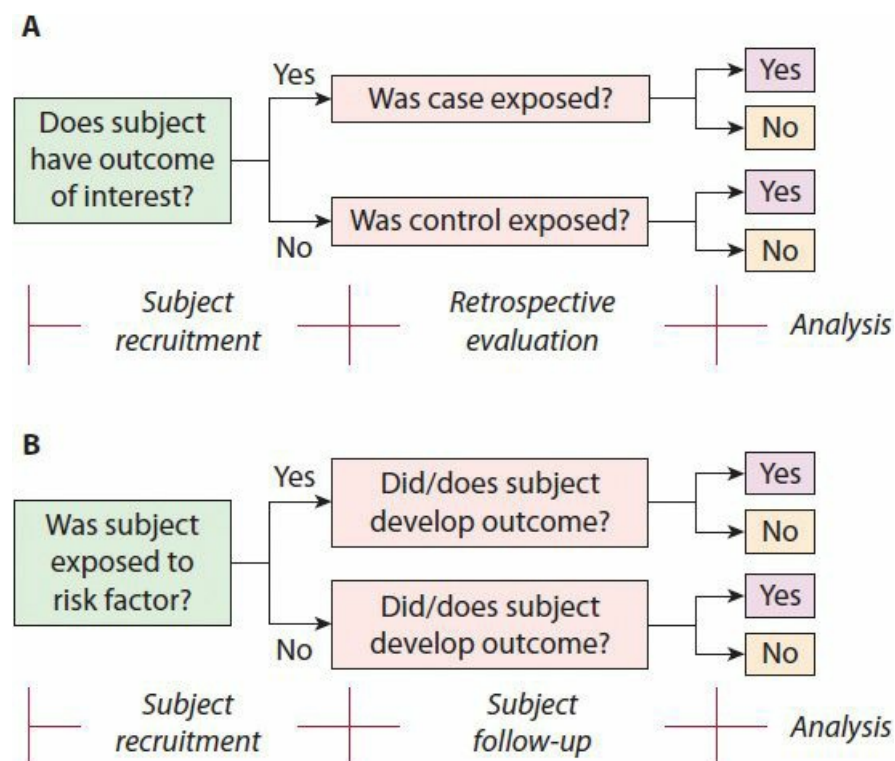 A
Does subject
have outcome
of interest?
Yes
No
Was case exposed?
Was control exposed?
Yes
No
Yes
No
Subject
recruitment
Retrospective
evaluation
Analysis
B
Was subject
exposed to
risk factor?
Yes
No
Did/does subject
develop outcome?
Did/does subject
develop outcome?
Yes
No
Yes
No
Subject
recruitment
Subject
follow-up
Analysis